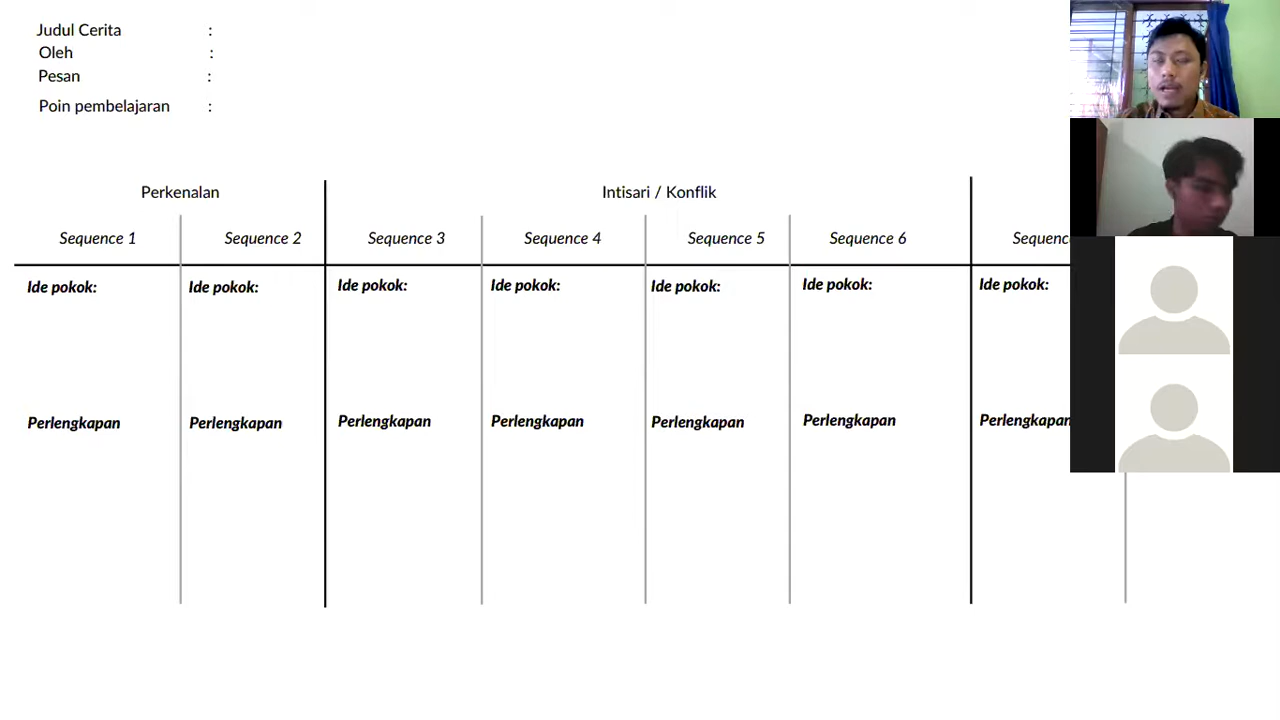 Judul Cerita :
Oleh :
Pesan :
Poin pembelajaran :
Perkenalan Intisari / Konflik
Sequence 1 Sequence 2 Sequence 3 Sequence 4 Sequence 5 Sequence 6
Ide pokok: Ide pokok: Ide pokok: Ide pokok: Ide pokok: Ide pokok: Ide pokok:
Perlengkapan Perlengkapan Perlengkapan Perlengkapan Perlengkapan Perlengkapan Perlengkapan